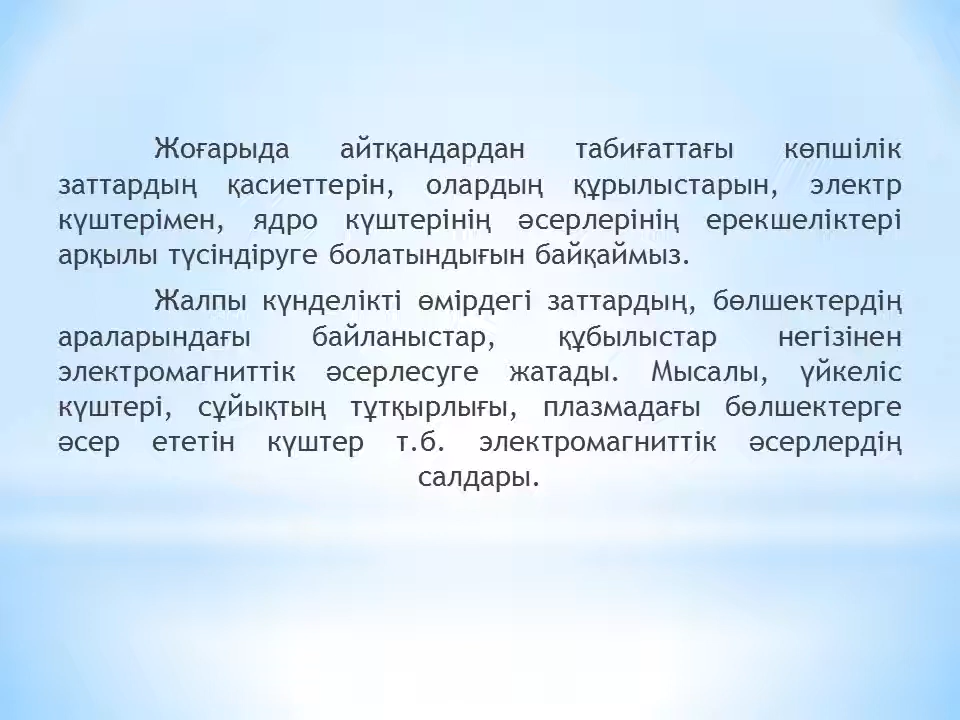 Жоғарыда айтқандардан табиғаттағы көпшілік
заттардың қасиеттерін, олардың құрылыстарын, электр
күштерімен, ядро күштерінің әсерлерінің ерекшеліктері
арқылы түсіндіруге болатындығын байқаймыз.
Жалпы күнделікті өмірдегі заттардың, бөлшектердің
араларындағы байланыстар, құбылыстар негізінен
электромагниттік әсерлесуге жатады. Мысалы, үйкеліс
күштері, сұйықтың тұтқырлығы, плазмадағы бөлшектерге
әсер ететін күштер т.б. электромагниттік әсерлердің
салдары.